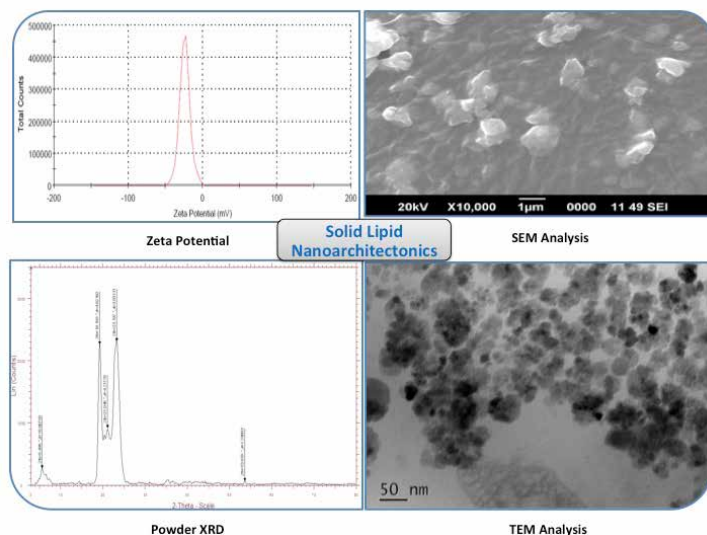 500000
400000
300000
200000
100000
0
Total Counts
-200 -100 0 100 200
Zeta Potential (mV)
Zeta Potential
20kV X10,000 1µm 0000 11 49 SEI
SEM Analysis
Solid Lipid
Nanoarchitectonics
Lin (Counts)
2-Theta - Scale
Powder XRD
50 nm
TEM Analysis